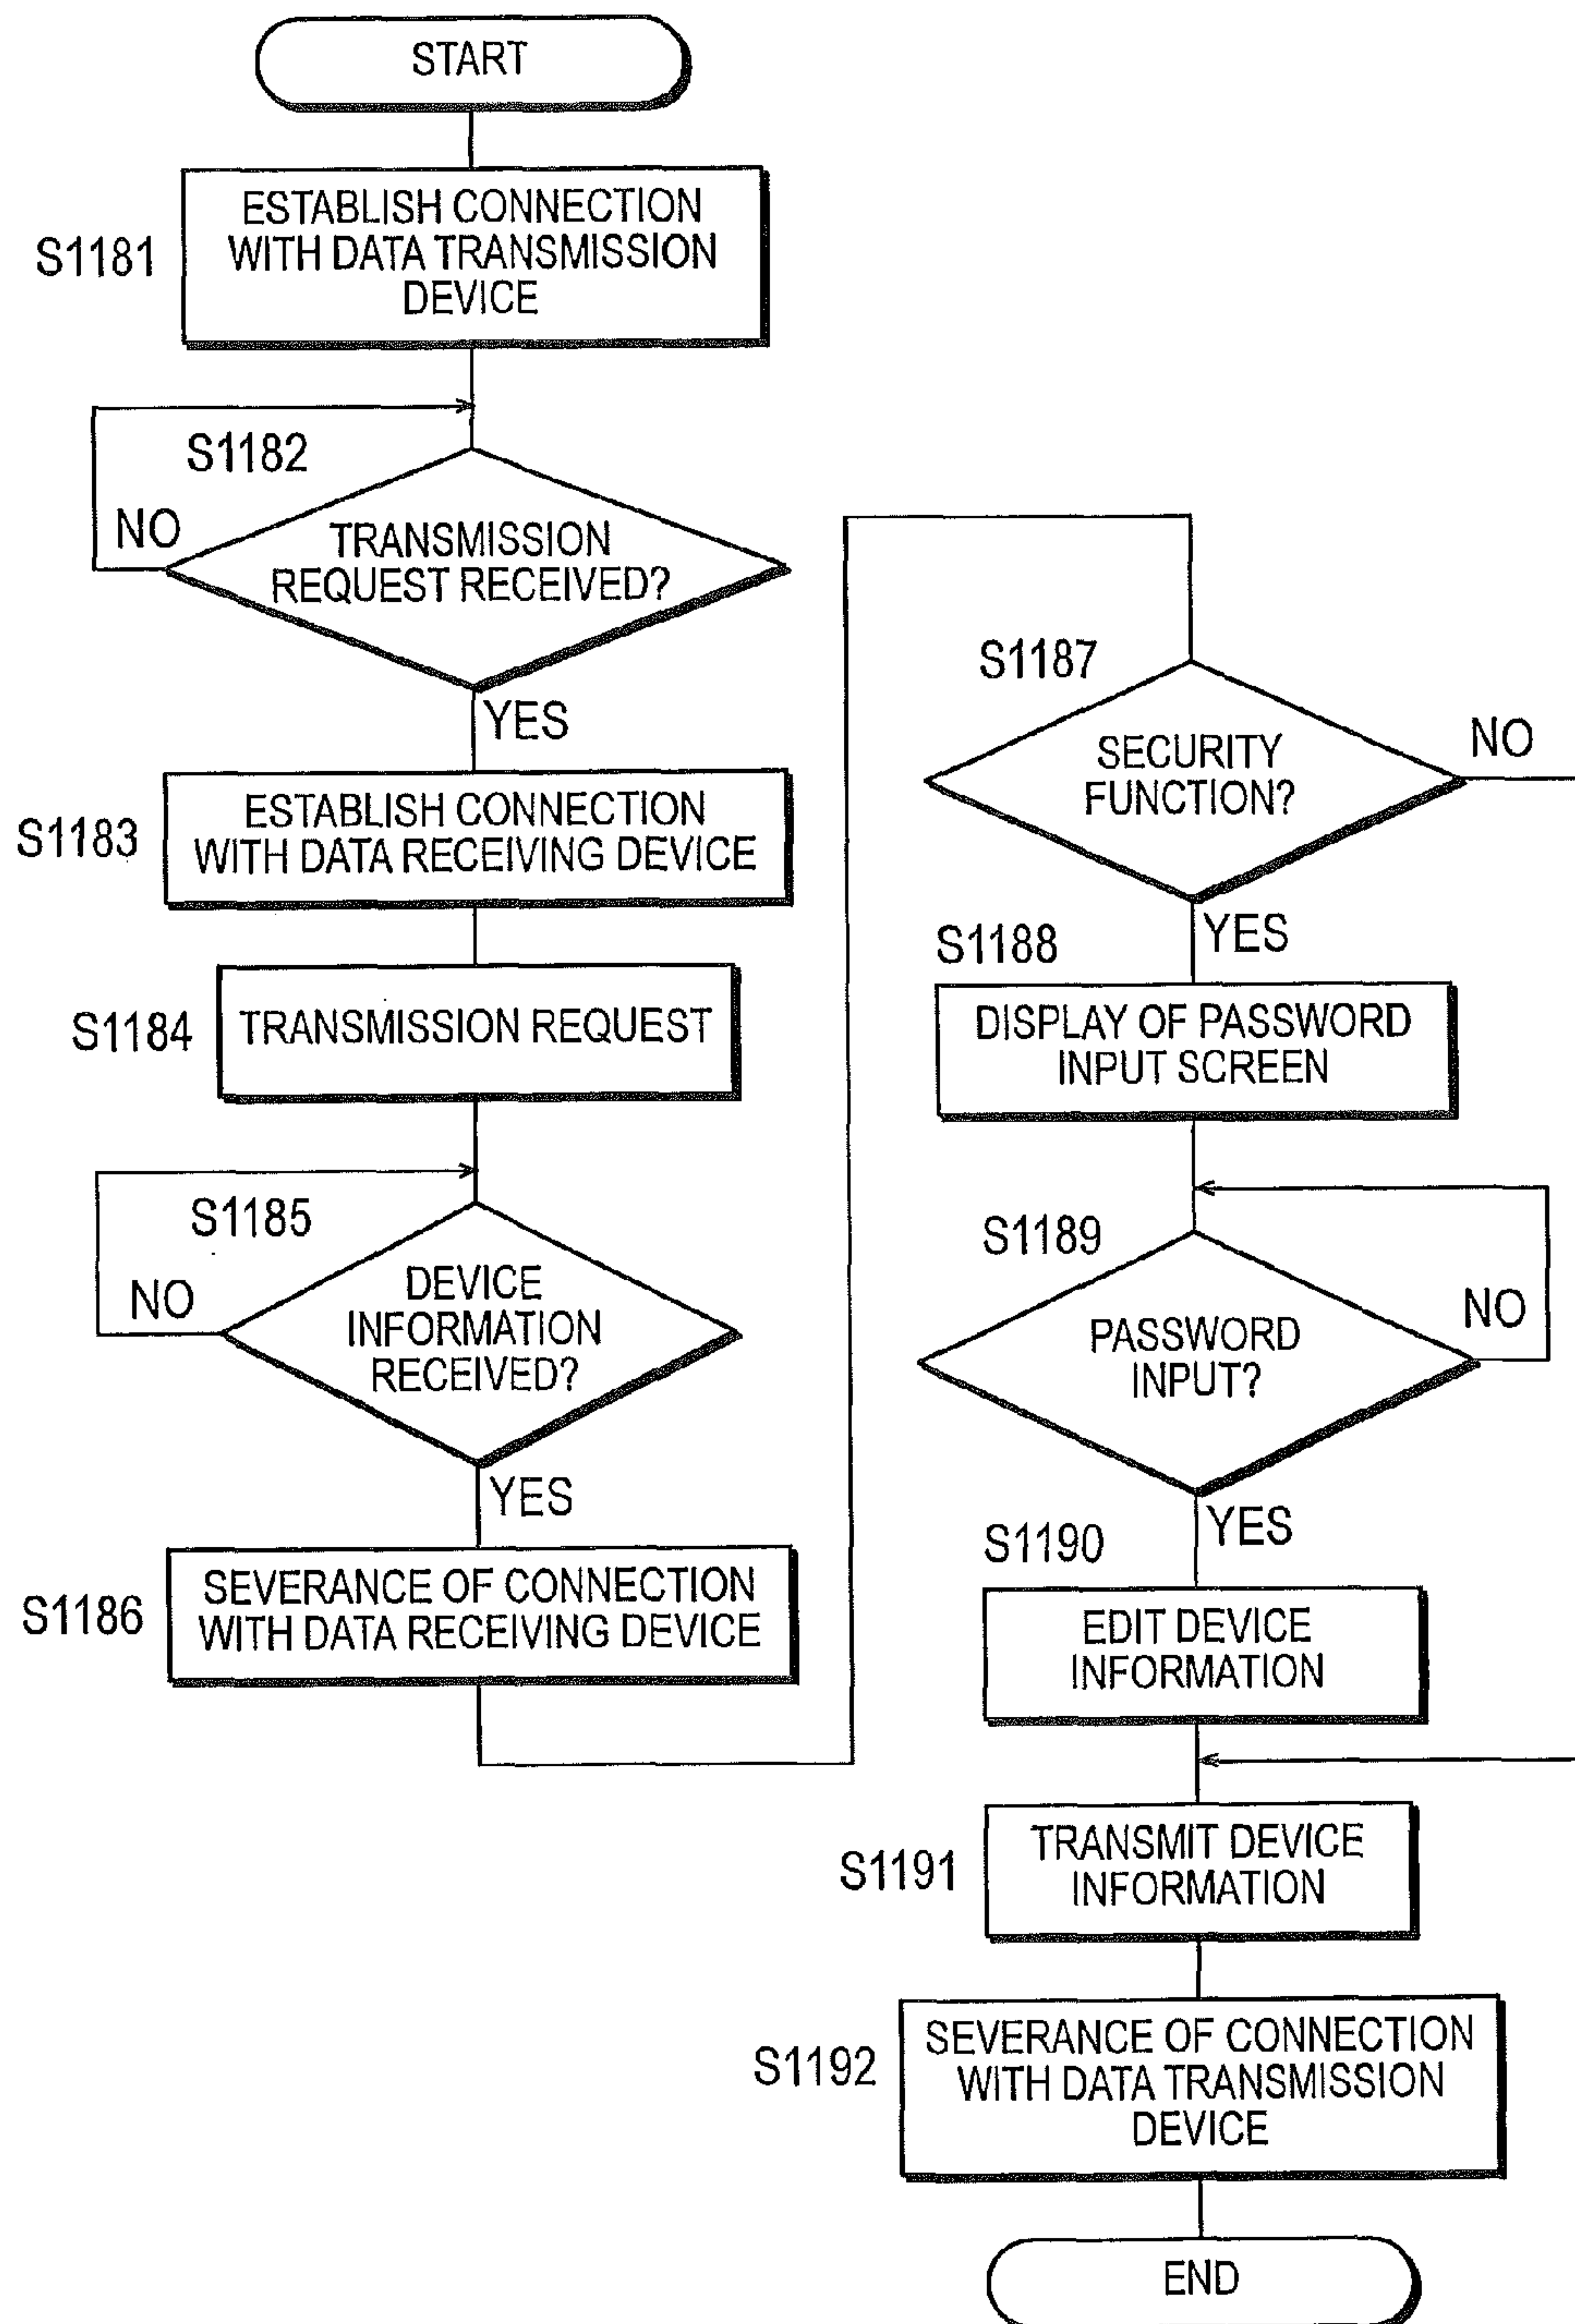 START
S1181
ESTABLISH CONNECTION
WITH DATA TRANSMISSION
DEVICE
S1182
NO
TRANSMISSION
REQUEST RECEIVED?
YES
S1183
ESTABLISH CONNECTION
WITH DATA RECEIVING DEVICE
S1184
TRANSMISSION REQUEST
S1185
NO
DEVICE
INFORMATION
RECEIVED?
YES
S1186
SEVERANCE OF CONNECTION
WITH DATA RECEIVING DEVICE
S1187
NO
SECURITY
FUNCTION?
YES
S1188
DISPLAY OF PASSWORD
INPUT SCREEN
S1189
NO
PASSWORD
INPUT?
YES
S1190
EDIT DEVICE
INFORMATION
S1191
TRANSMIT DEVICE
INFORMATION
S1192
SEVERANCE OF CONNECTION
WITH DATA TRANSMISSION
DEVICE
END